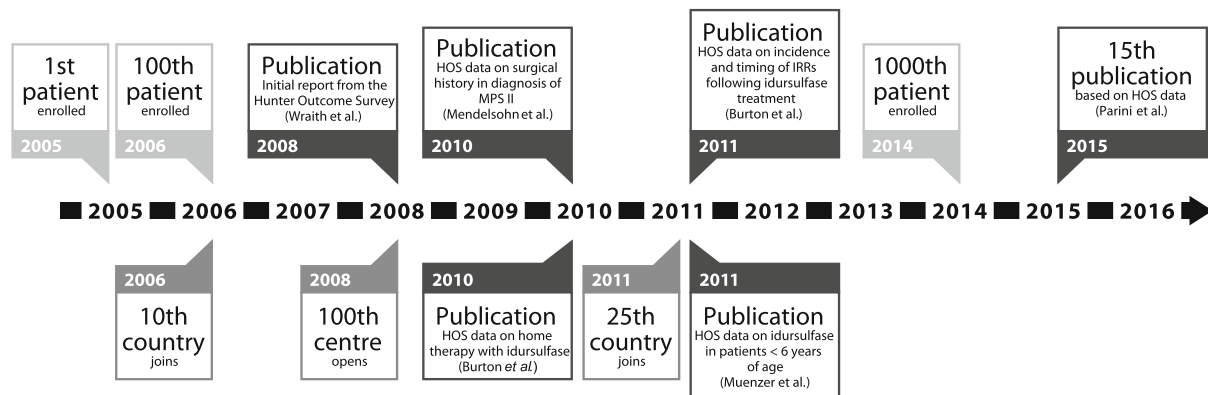 1st
patient
enrolled
2005
100th
patient
enrolled
2006
Publication
Initial report from the
Hunter Outcome Survey
(Wraith et al.)
2008
Publication
HOS data on surgical
history in diagnosis of
MPS II
(Mendelsohn et al.)
2010
Publication
HOS data on incidence
and timing of IRRs
following idursulfase
treatment
(Burton et al.)
2011
1000th
patient
enrolled
2014
15th
publication
based on HOS data
(Parini et al.)
2015
2005 2006 2007 2008 2009 2010 2011 2012 2013 2014 2015 2016
2006
10th
country
joins
2008
100th
centre
opens
2010
Publication
HOS data on home
therapy with idursulfase
(Burton et al.)
2011
25th
country
joins
2011
Publication
HOS data on idursulfase
in patients < 6 years
of age
(Muenzer et al.)